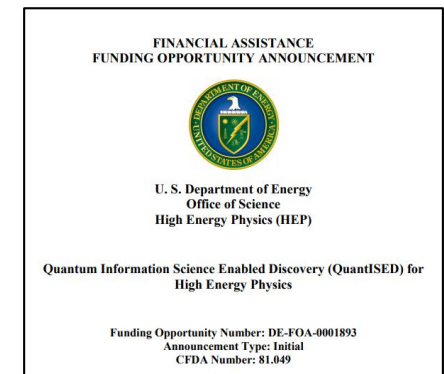 FINANCIAL ASSISTANCE
FUNDING OPPORTUNITY ANNOUNCEMENT
DEPARTMENT OF ENERGY
UNITED STATES OF AMERICA
U. S. Department of Energy
Office of Science
High Energy Physics (HEP)
Quantum Information Science Enabled Discovery (QuantISED) for
High Energy Physics
Funding Opportunity Number: DE-FOA-0001893
Announcement Type: Initial
CFDA Number: 81.049